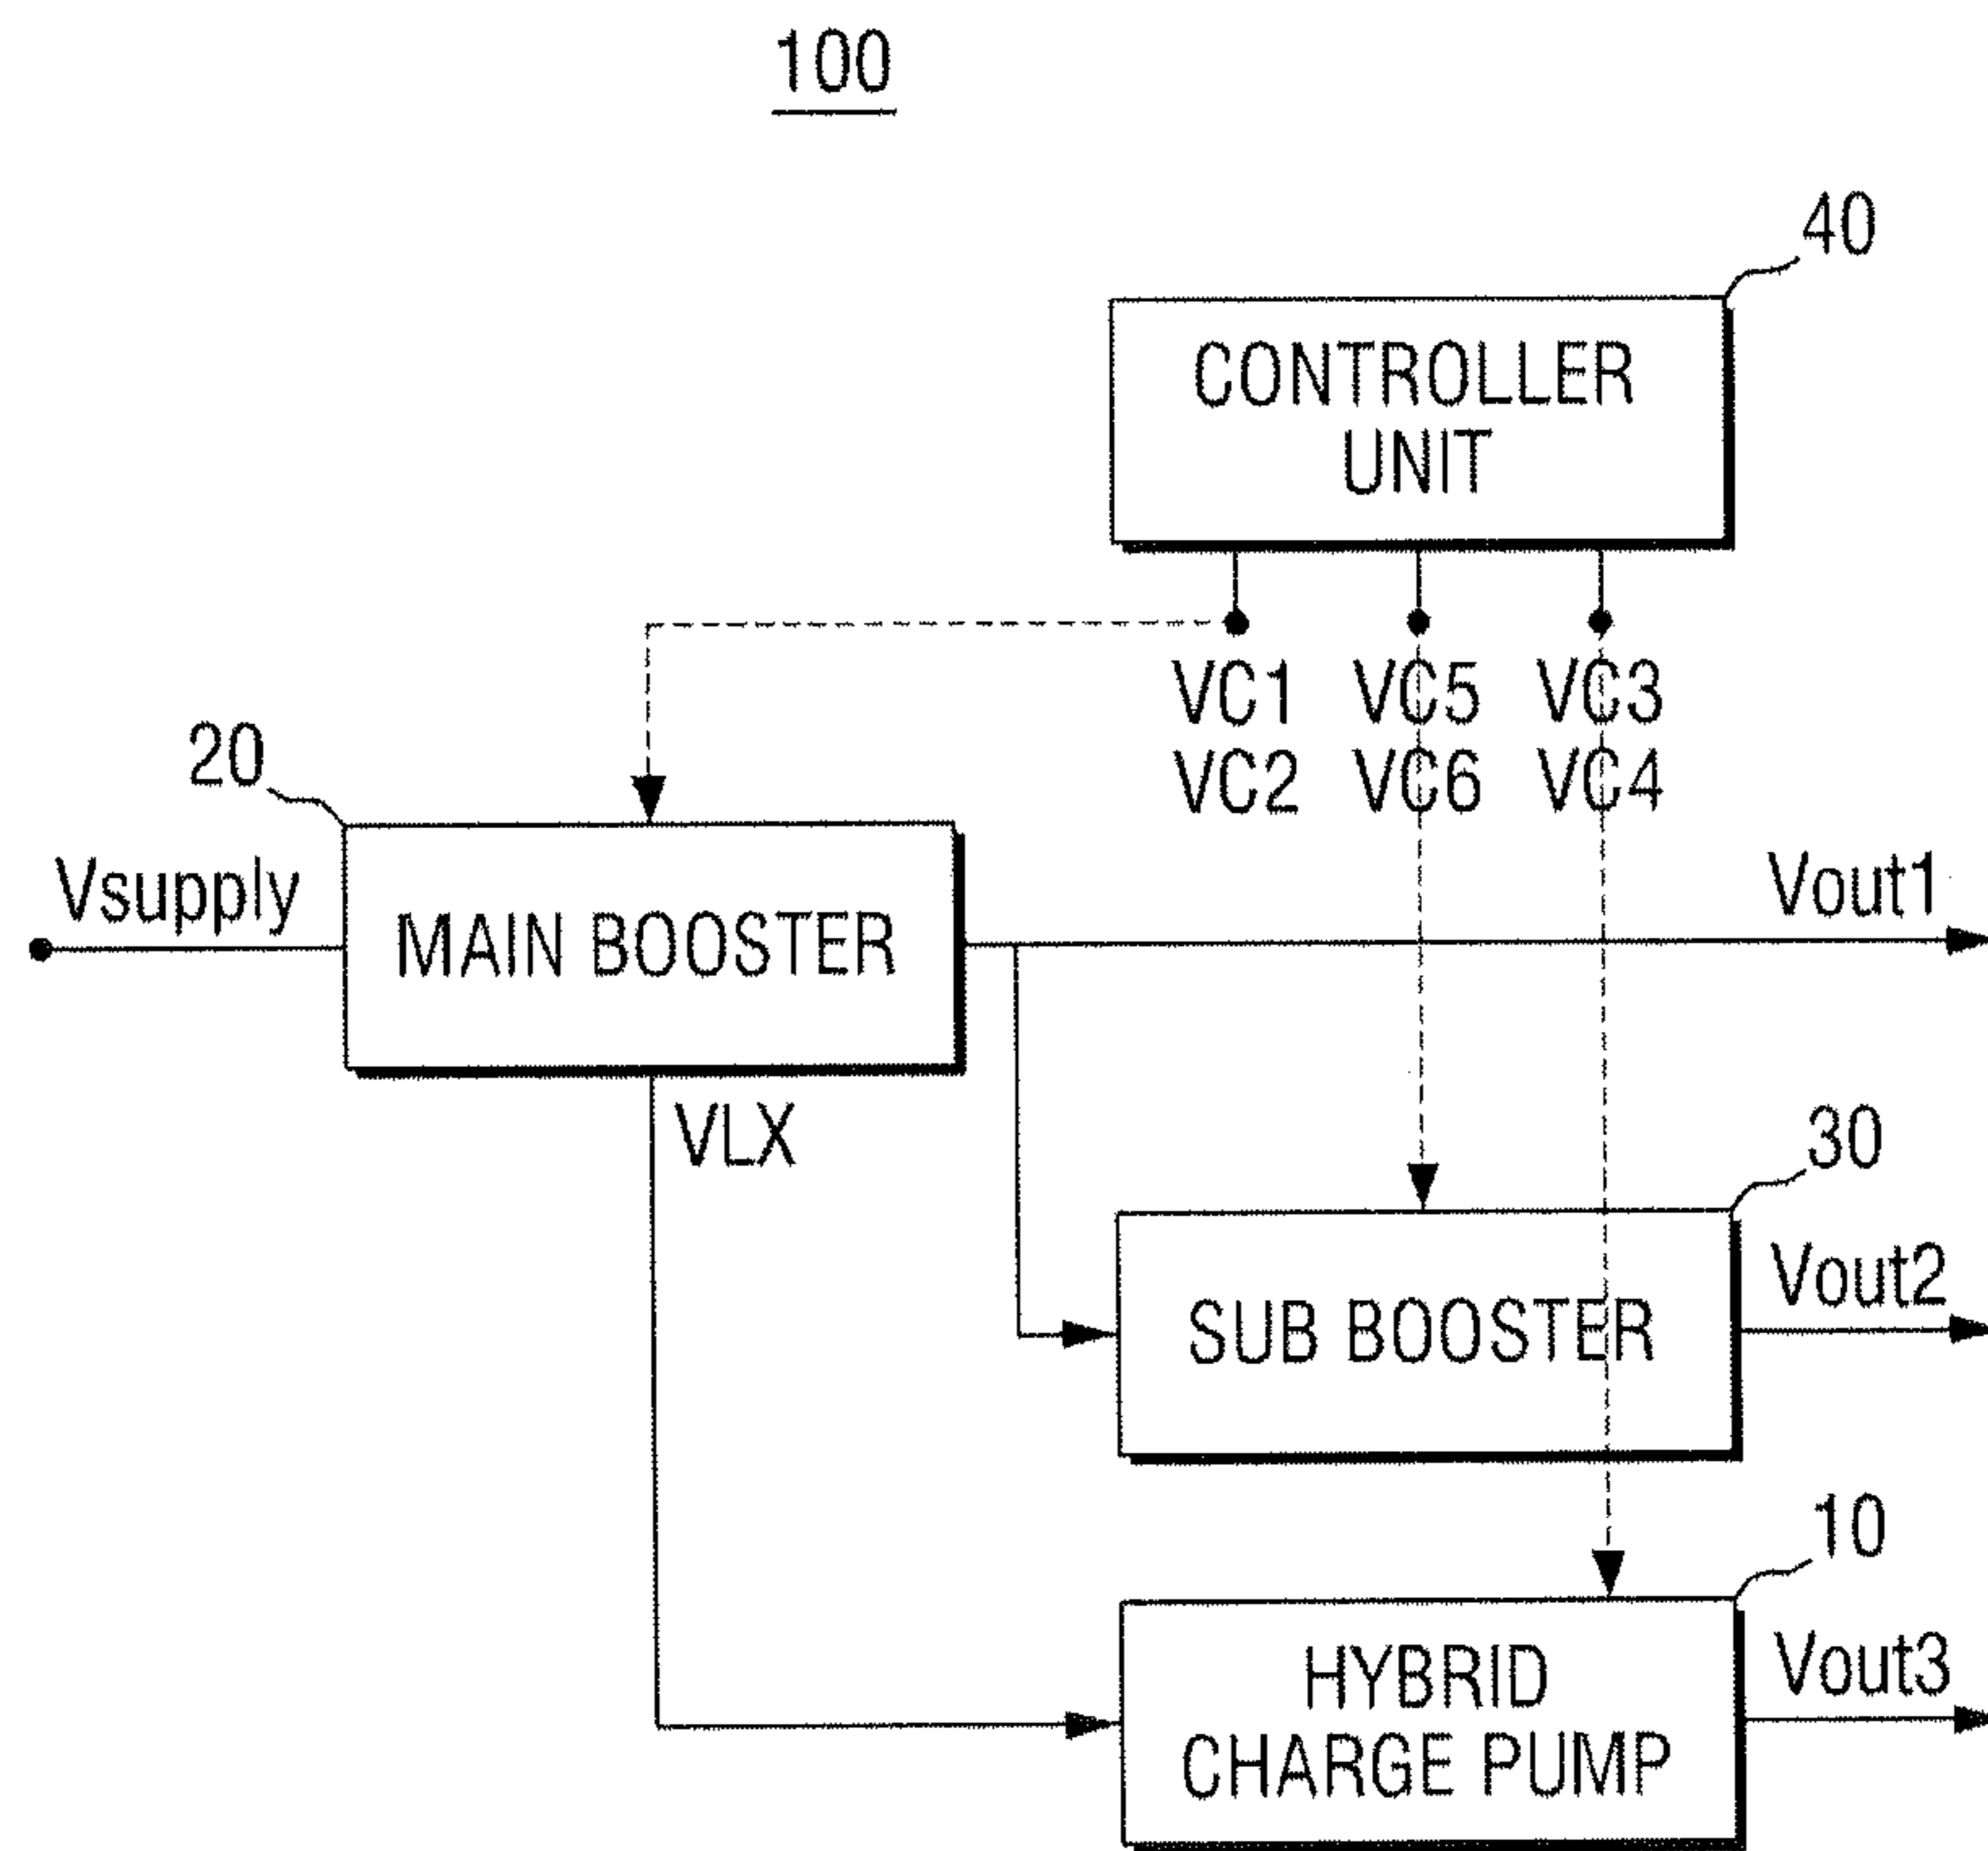 100
40
CONTROLLER
UNIT
VC1 VC5 VC3
VC2 VC6 VC4
20
Vsupply
MAIN BOOSTER
Vout1
VLX
30
SUB BOOSTER
Vout2
10
HYBRID
CHARGE PUMP
Vout3